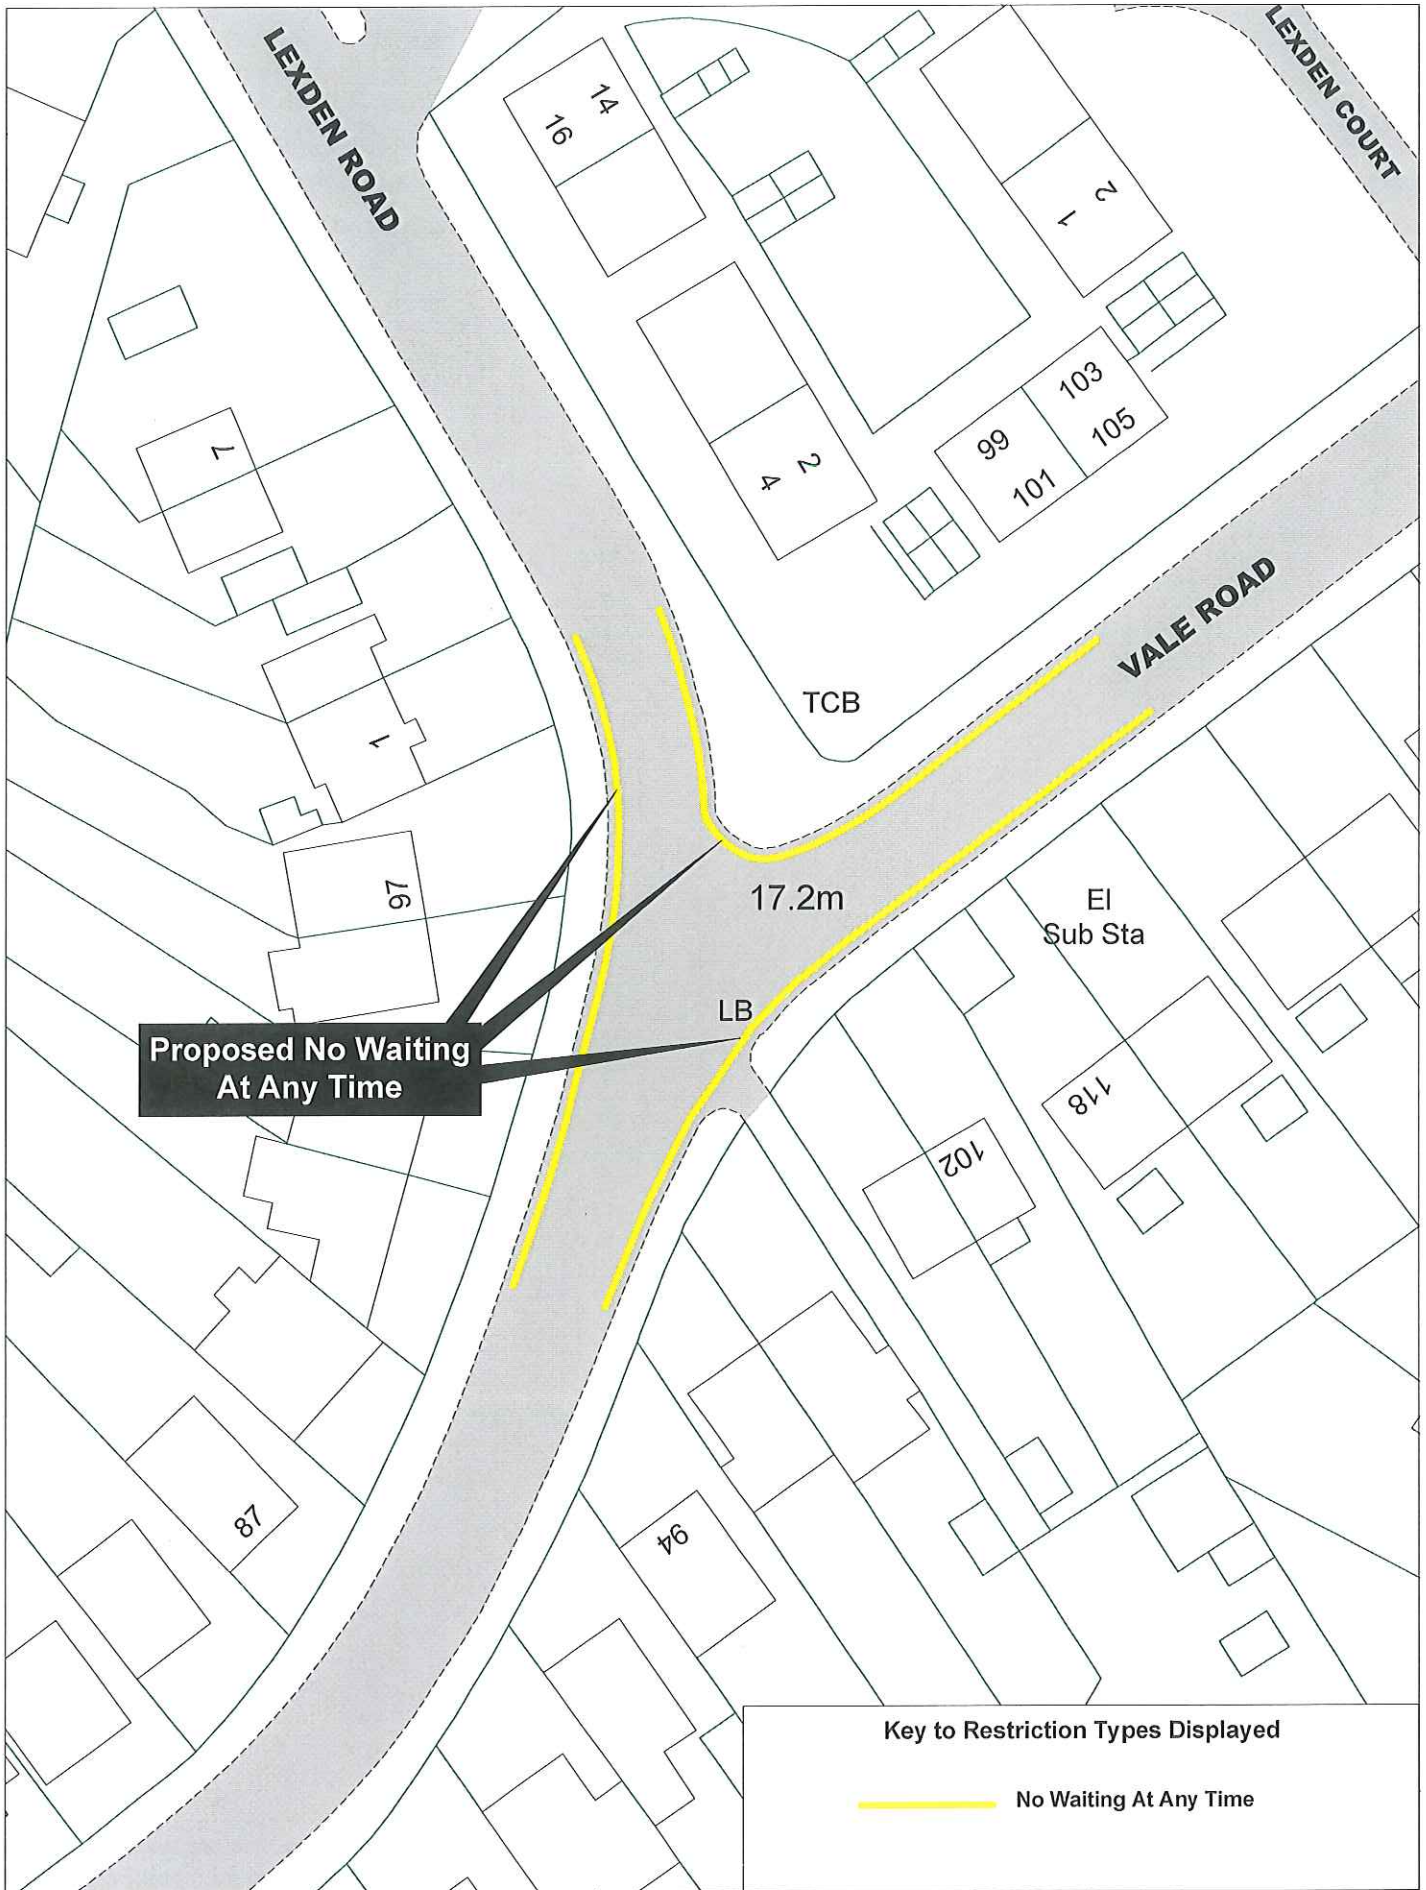 LEXDEN ROAD
LEXDEN COURT
14
16
2
1
7
103
99
105
101
2
4
VALE ROAD
TCB
1
97
17.2m
El
Sub Sta
LB
Proposed No Waiting
At Any Time
118
102
87
94
Key to Restriction Types Displayed
No Waiting At Any Time